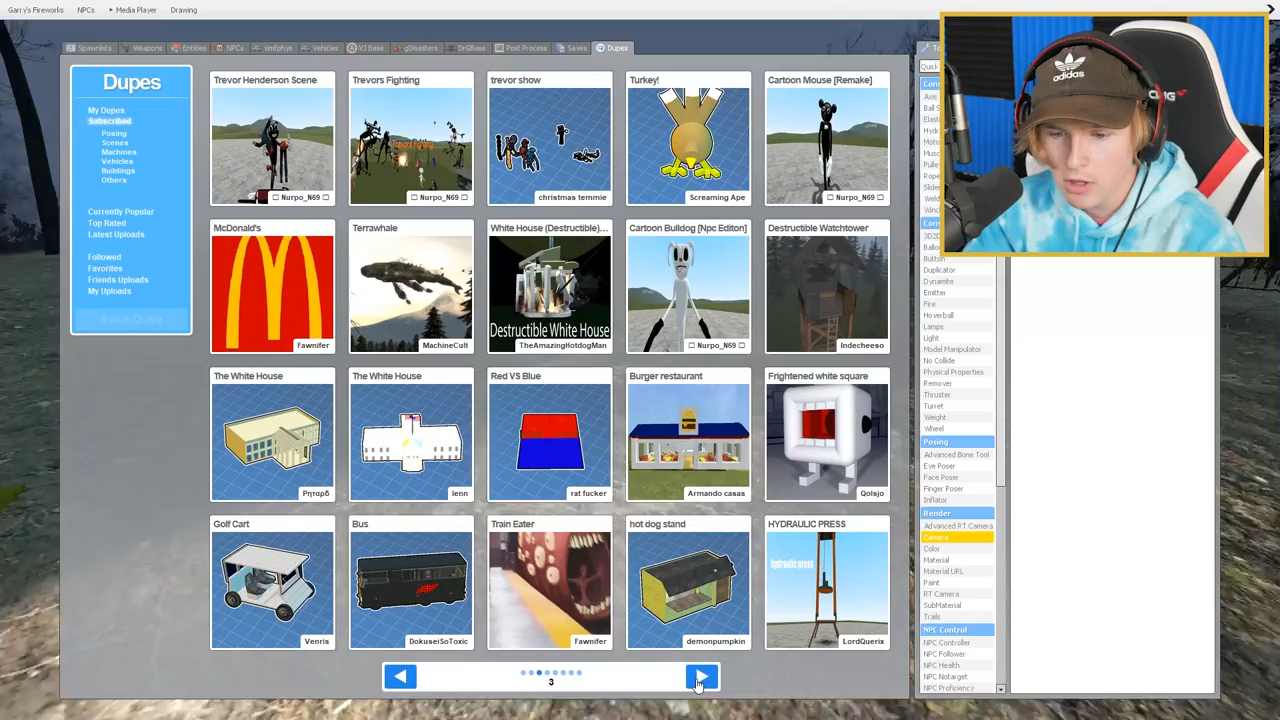 Garry's Fireworks NPCs Media Player Drawing
Spawnlists Weapons Entities NPCs simfphys Vehicles VJ Base gDisasters DrGBase Post Process Saves Dupes
Dupes
My Dupes
Subscribed
Posing
Scenes
Machines
Vehicles
Buildings
Others
Currently Popular
Top Rated
Latest Uploads
Followed
Favorites
Friends Uploads
My Uploads
Save Dupe
Trevor Henderson Scene
Nurpo_N69
Trevors Fighting
Nurpo_N69
trevor show
christmas temmie
Turkey!
Screaming Ape
Cartoon Mouse [Remake]
Nurpo_N69
McDonald's
Fawnifer
Terrawhale
MachineCult
White House (Destructible)...
Destructible White House
TheAmazingHotdogMan
Cartoon Bulldog [Npc Editon]
Nurpo_N69
Destructible Watchtower
Indecheeso
The White House
The White House
lenn
Red VS Blue
rat fucker
Burger restaurant
Armando casas
Frightened white square
Qolsjo
Golf Cart
Venris
Bus
DokuseiSoToxic
Train Eater
Fawnifer
hot dog stand
demonpumpkin
HYDRAULIC PRESS
hydraulic press
LordQuerix
3
Quick
Axis
Button
Duplicator
Dynamite
Emitter
Fire
Hoverball
Lamps
Light
Model Manipulator
No Collide
Physical Properties
Remover
Thruster
Turret
Weight
Wheel
Posing
Advanced Bone Tool
Eye Poser
Face Poser
Finger Poser
Inflator
Render
Advanced RT Camera
Camera
Color
Material
Material URL
Paint
RT Camera
SubMaterial
Trails
NPC Control
NPC Controller
NPC Follower
NPC Health
NPC Notarget
NPC Proficiency
adidas